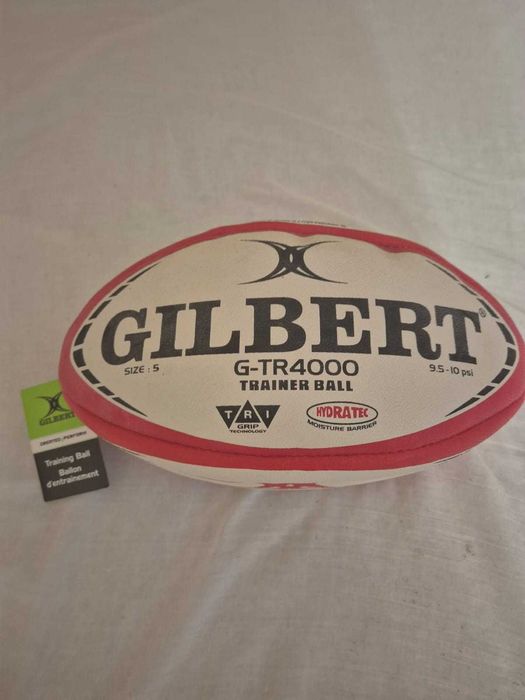 GILBERT®
SIZE : 5
G-TR4000
9.5-10 psi
TRAINER BALL
TRI
GRIP
TECHNOLOGY
HYDRATEC
MOISTURE BARRIER
GILBERT
Training Ball
Ballon
d'entrainement